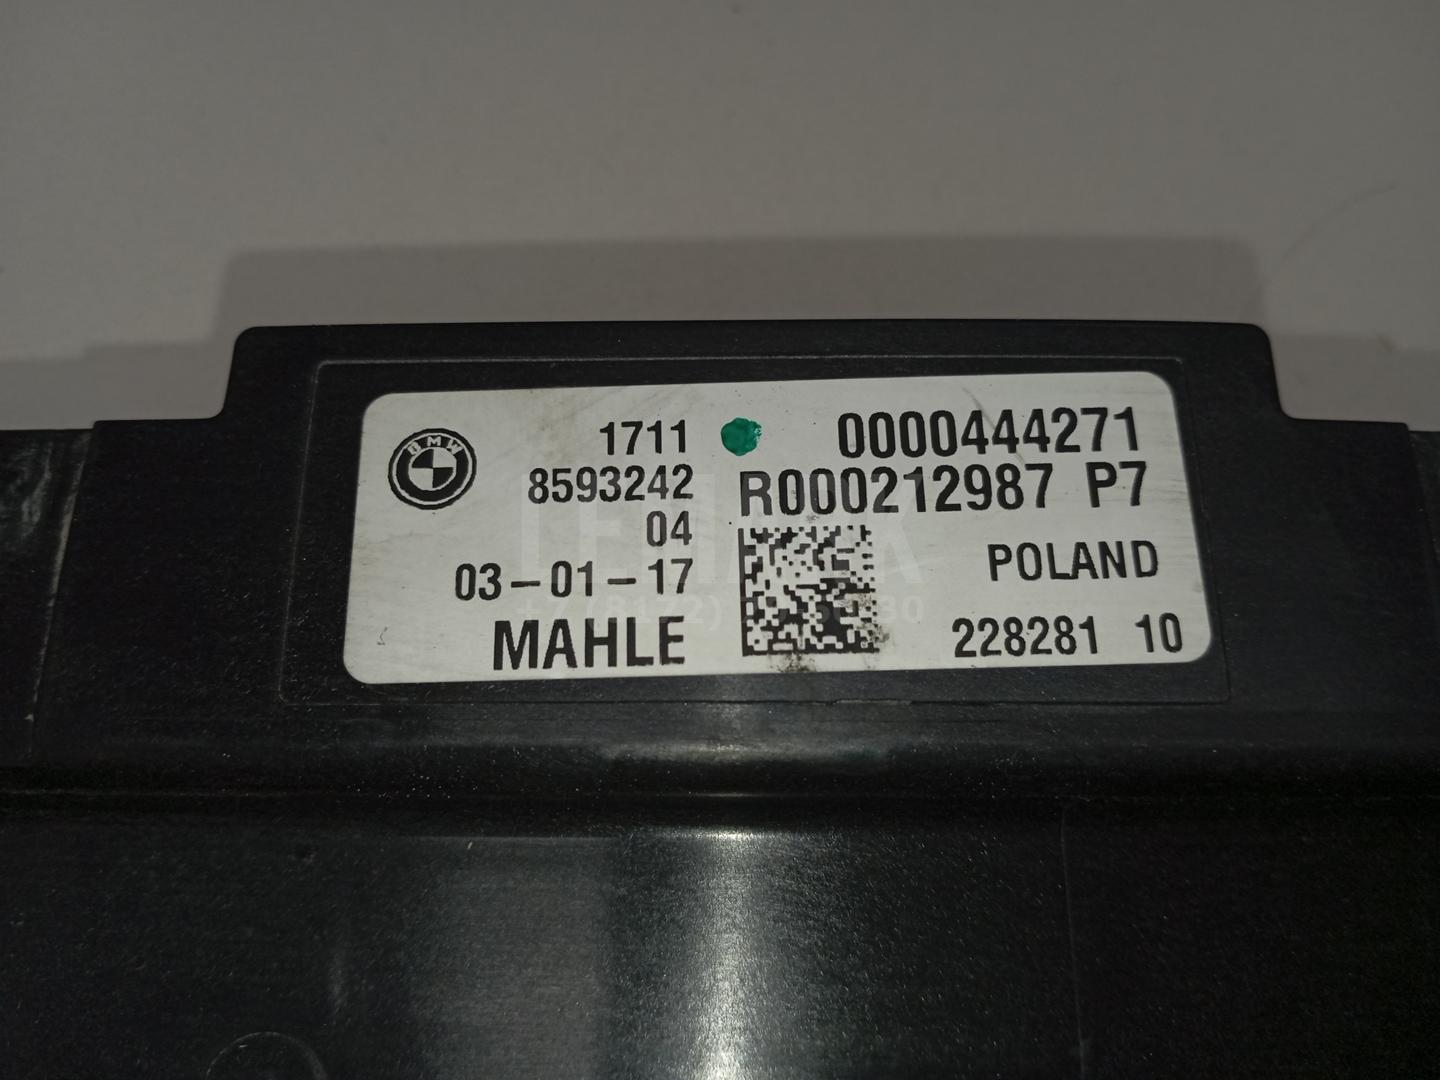 BMW
1711
8593242
04
03-01-17
MAHLE
0000444271
R000212987 P7
POLAND
228281 10